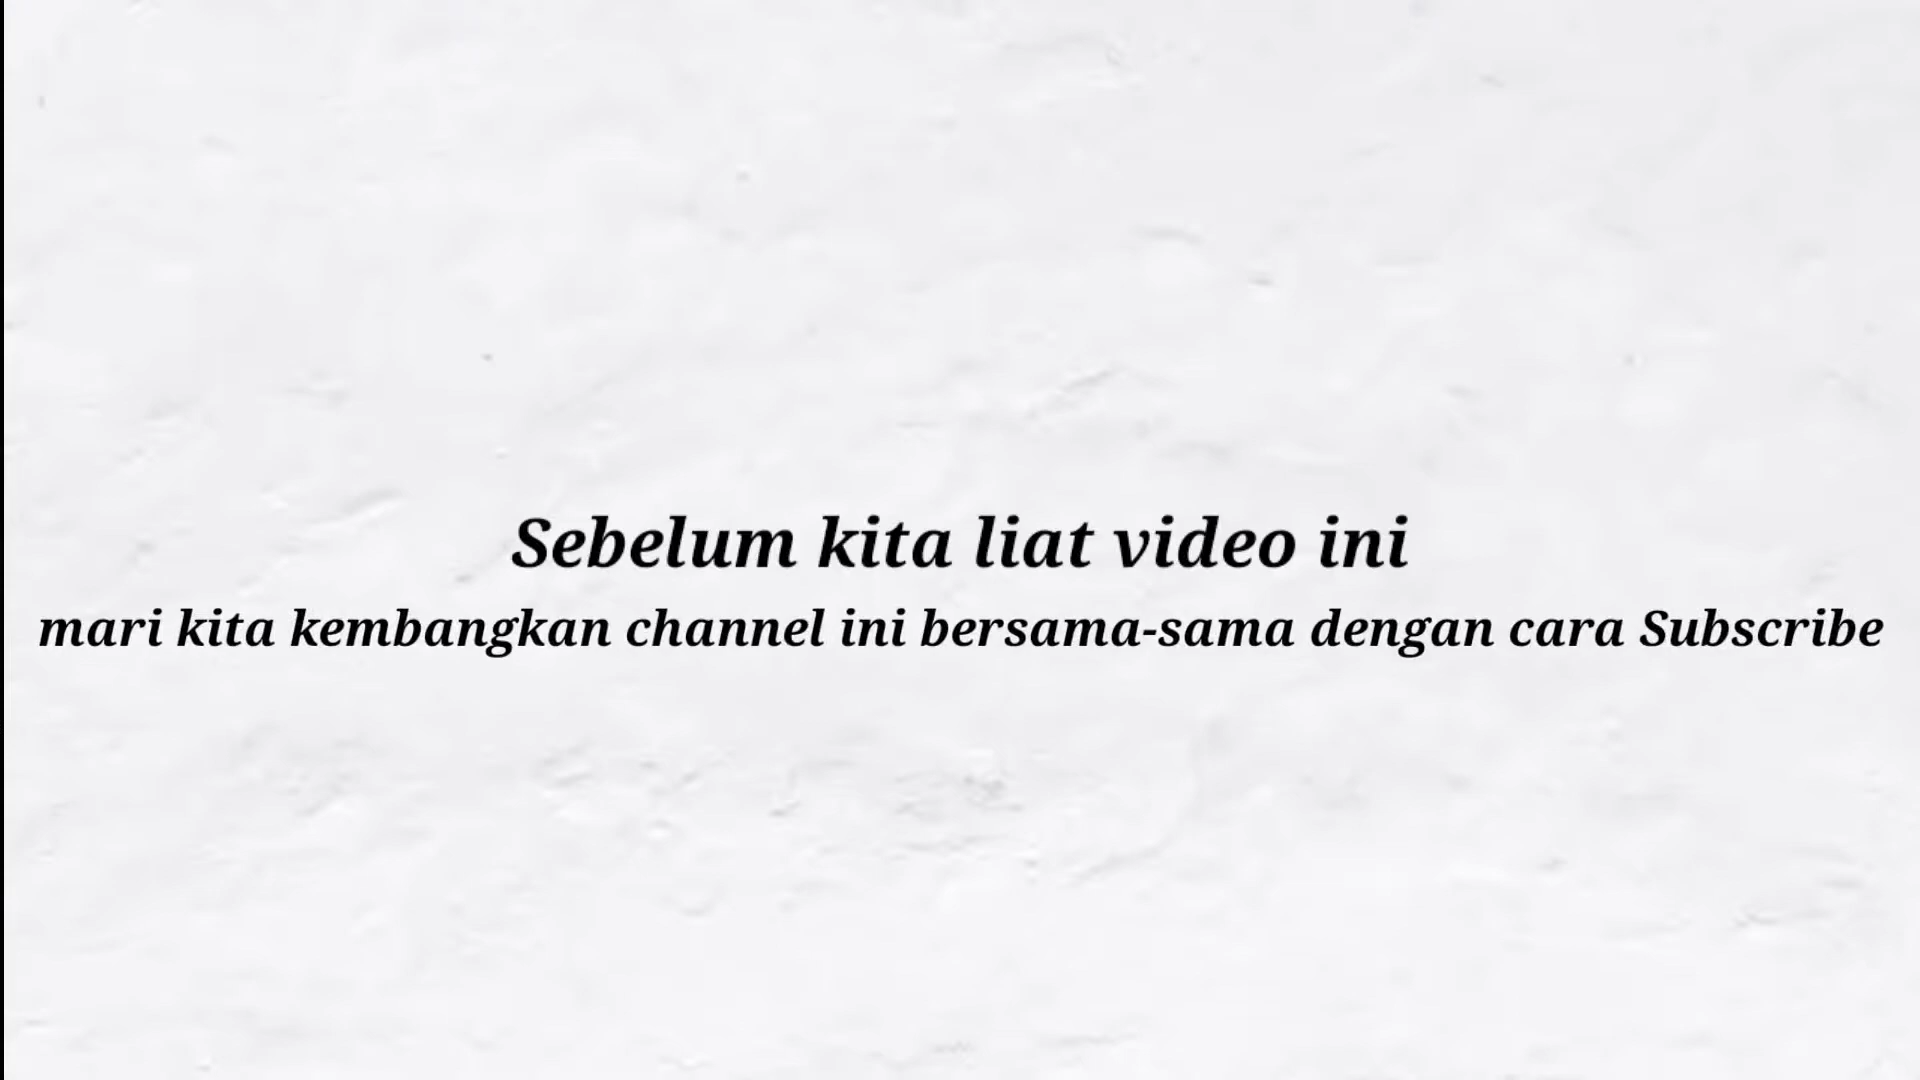 Sebelum kita liat video ini
mari kita kembangkan channel ini bersama-sama dengan cara Subscribe